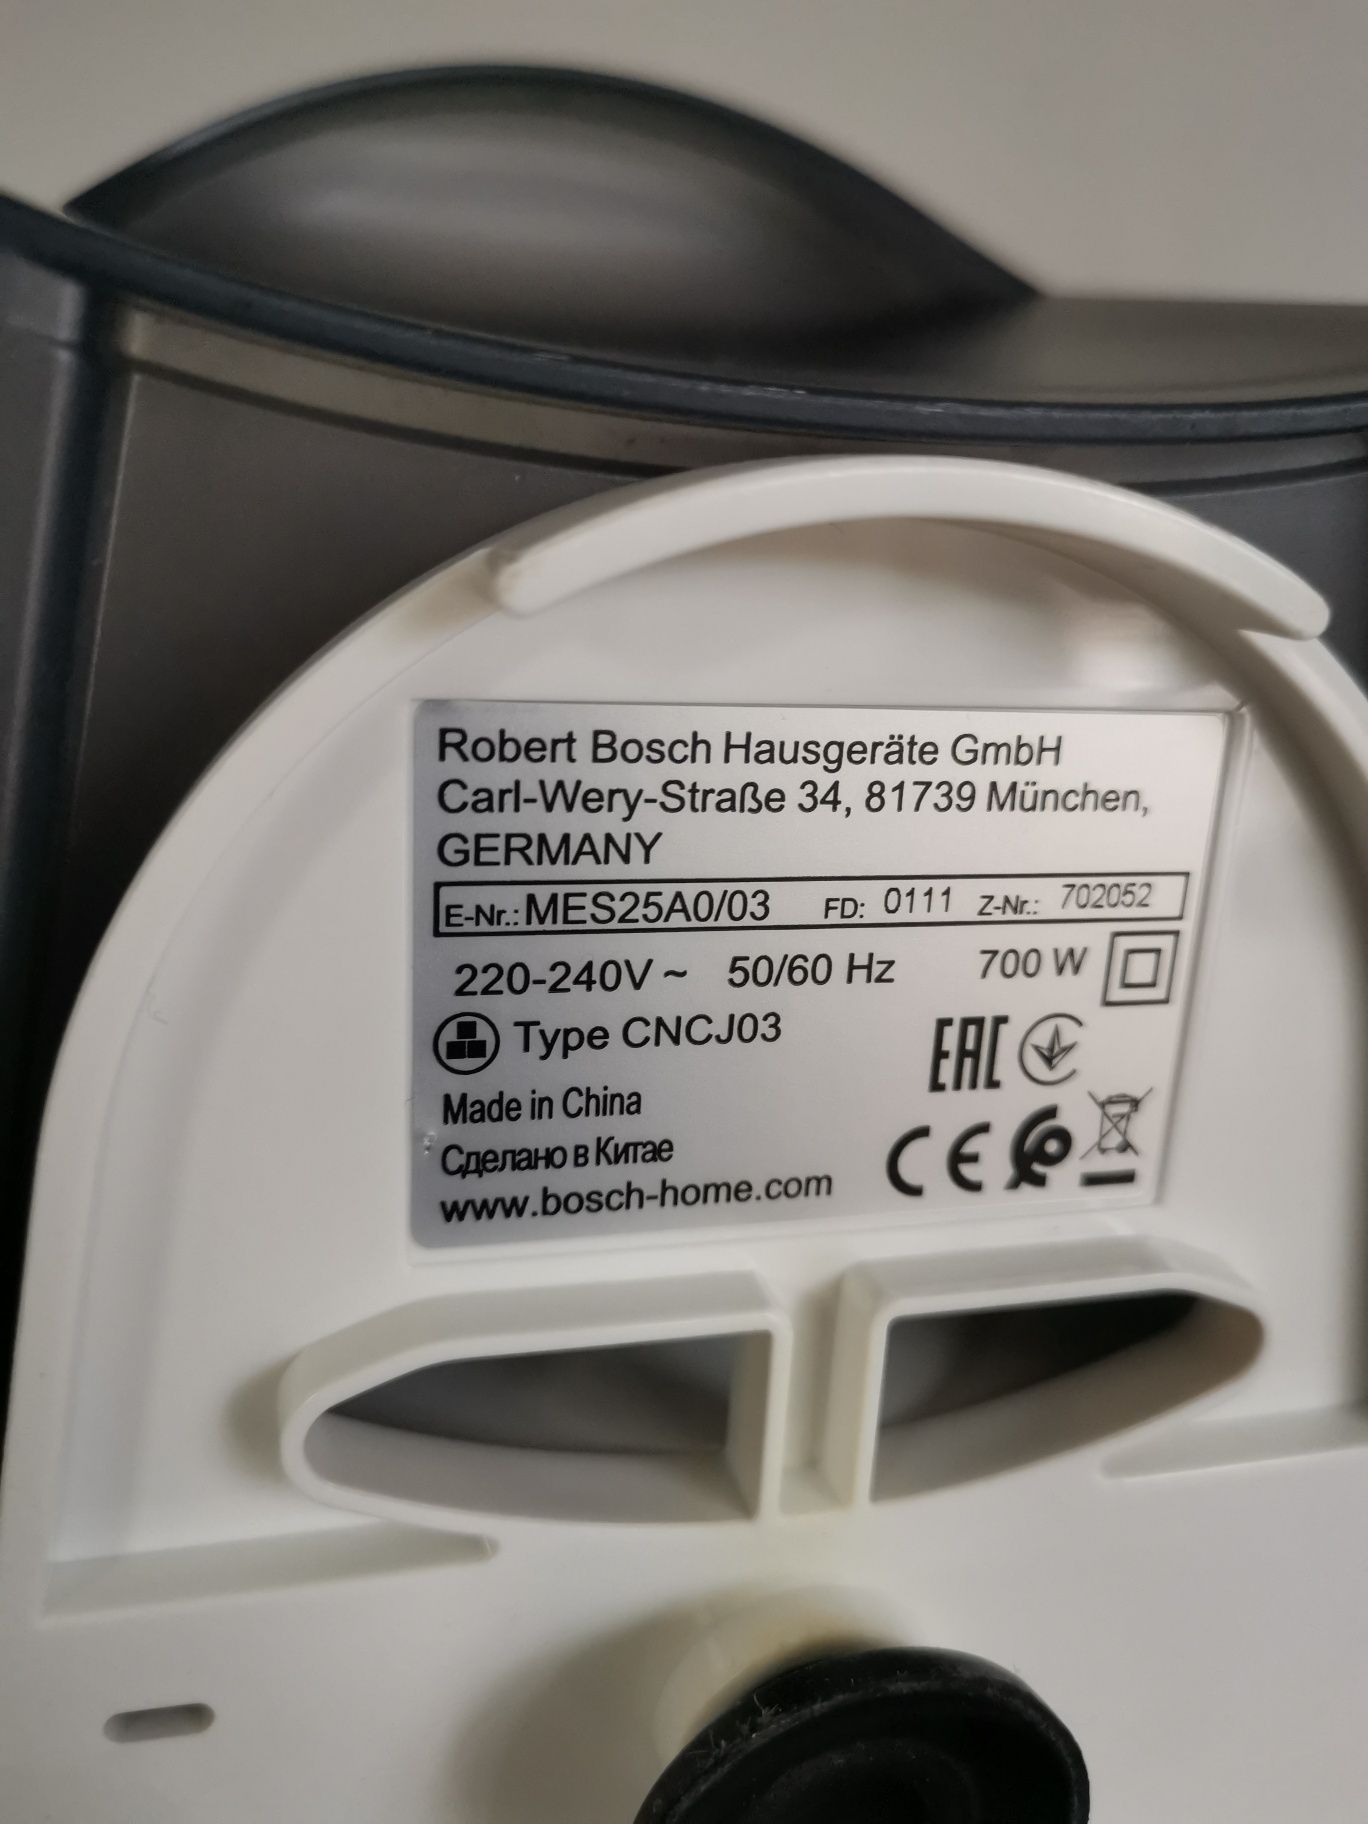 Robert Bosch Hausgeräte GmbH
Carl-Wery-Straße 34, 81739 München,
GERMANY
E-Nr.: MES25A0/03 FD: 0111 Z-Nr.: 702052
220-240V ~ 50/60 Hz 700 W
Type CNCJ03
EAC
Made in China
Сделано в Китае
CE
www.bosch-home.com